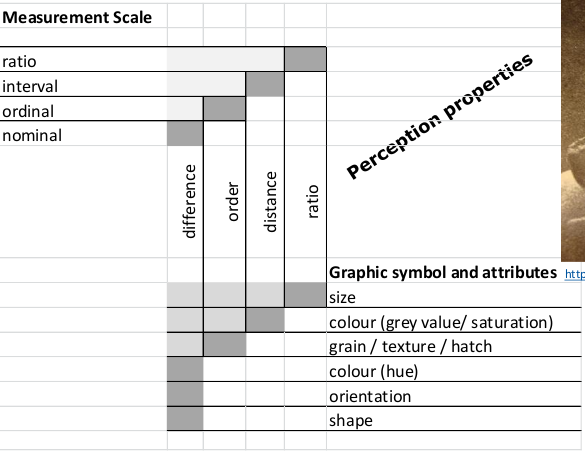 Measurement Scale
ratio
interval
ordinal
nominal
difference
order
distance
ratio
Perception properties
Graphic symbol and attributes
http
size
colour (grey value/ saturation)
grain / texture / hatch
colour (hue)
orientation
shape